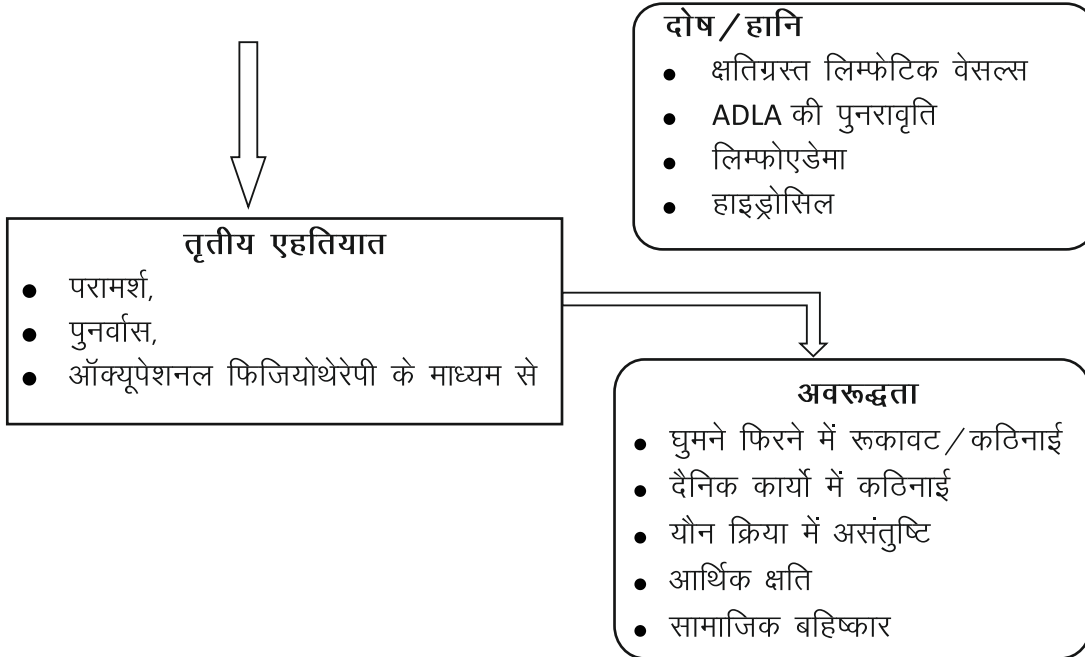 दोष/हानि
● क्षतिग्रस्त लिम्फेटिक वेसल्स
● ADLA की पुनरावृति
● लिम्फोएडेमा
● हाइड्रोसिल
तृतीय एहतियात
● परामर्श,
● पुनर्वास,
● ऑक्यूपेशनल फिजियोथेरेपी के माध्यम से
अवरूद्धता
● घुमने फिरने में रूकावट/कठिनाई
● दैनिक कार्यो में कठिनाई
● यौन क्रिया में असंतुष्टि
● आर्थिक क्षति
● सामाजिक बहिष्कार